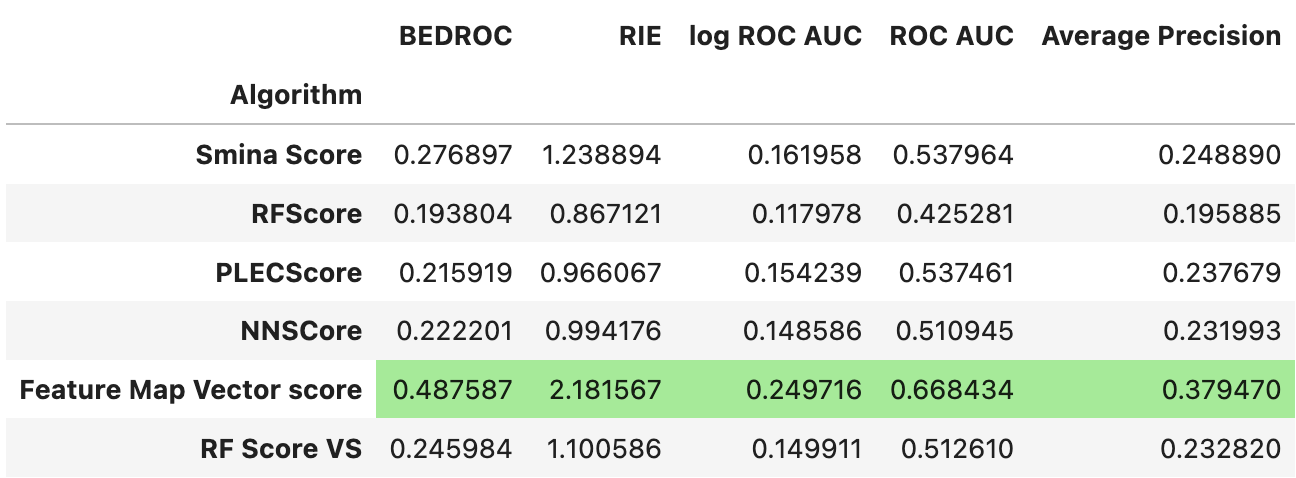 BEDROC RIE log ROC AUC ROC AUC Average Precision
Algorithm
Smina Score 0.276897 1.238894 0.161958 0.537964 0.248890
RFScore 0.193804 0.867121 0.117978 0.425281 0.195885
PLECScore 0.215919 0.966067 0.154239 0.537461 0.237679
NNSCore 0.222201 0.994176 0.148586 0.510945 0.231993
Feature Map Vector score 0.487587 2.181567 0.249716 0.668434 0.379470
RF Score VS 0.245984 1.100586 0.149911 0.512610 0.232820